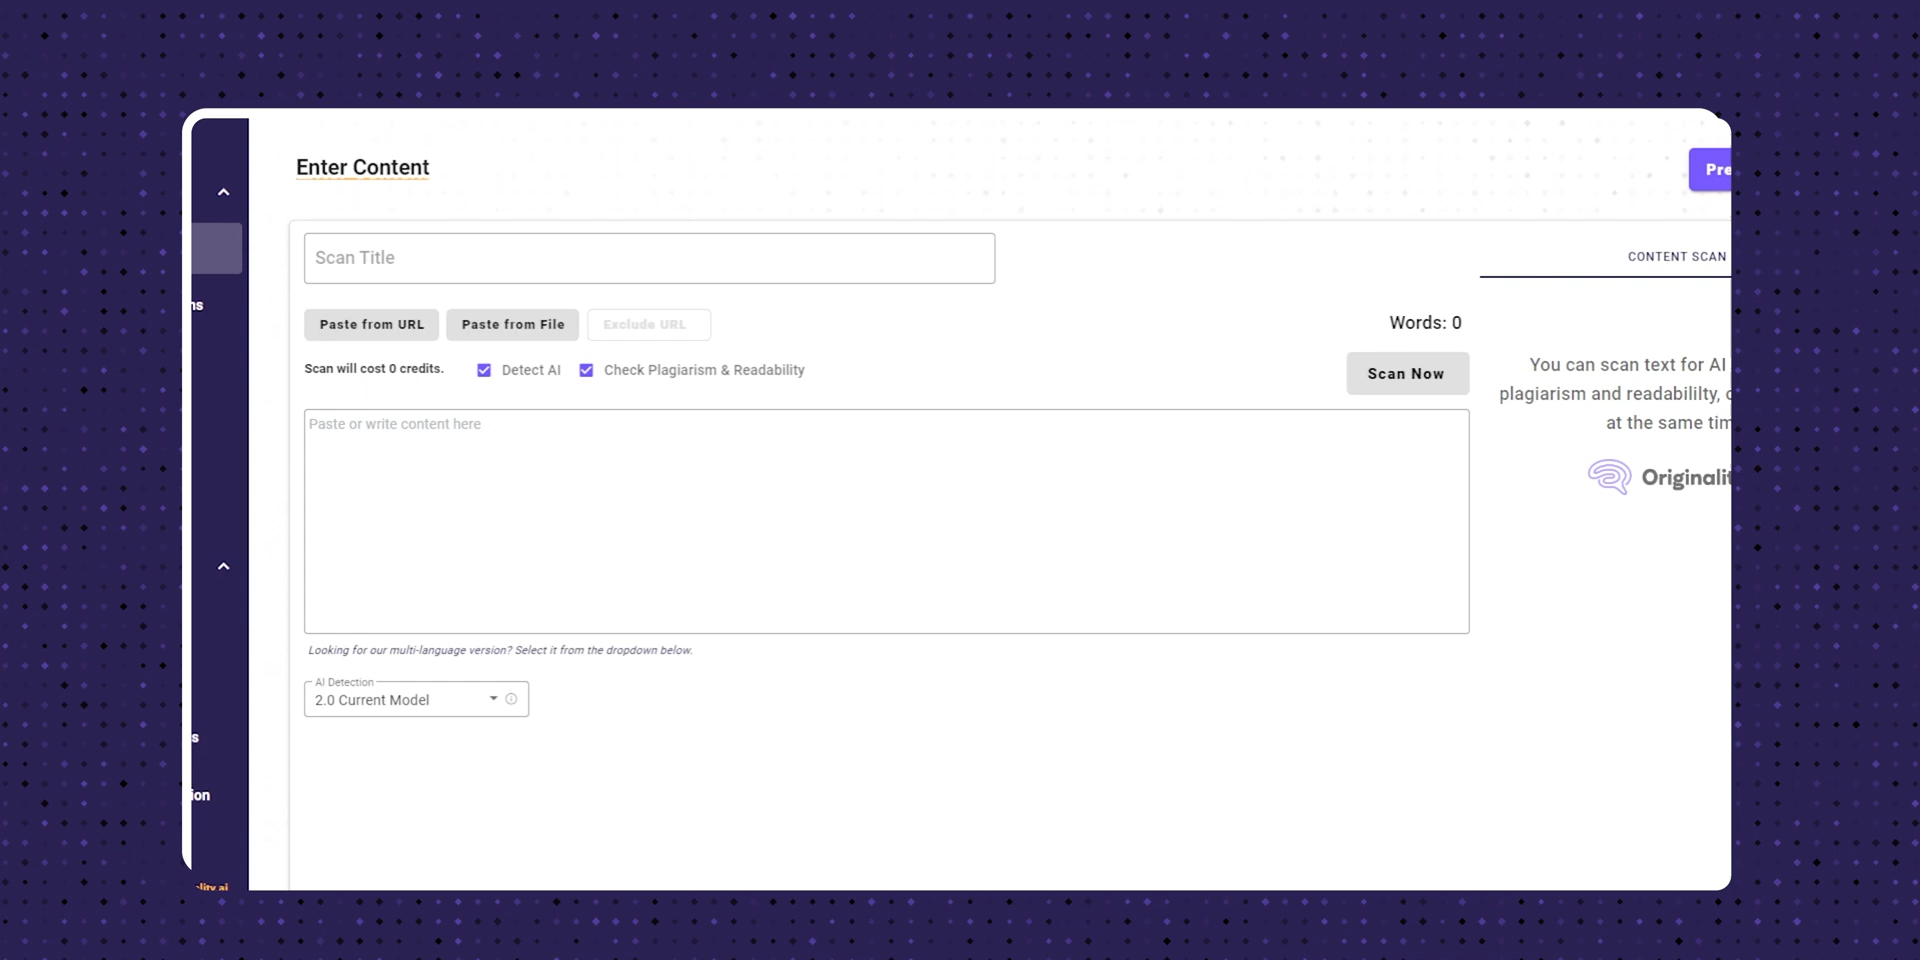 Enter Content
Pre
Scan Title
CONTENT SCAN
ns
Paste from URL
Paste from File
Exclude URL
Words: 0
Scan will cost 0 credits.
Detect AI
Check Plagiarism & Readability
Scan Now
You can scan text for AI
plagiarism and readabililty,
at the same tim
Paste or write content here
Originalit
Looking for our multi-language version? Select it from the dropdown below.
AI Detection
2.0 Current Model
s
ion
ality.ai